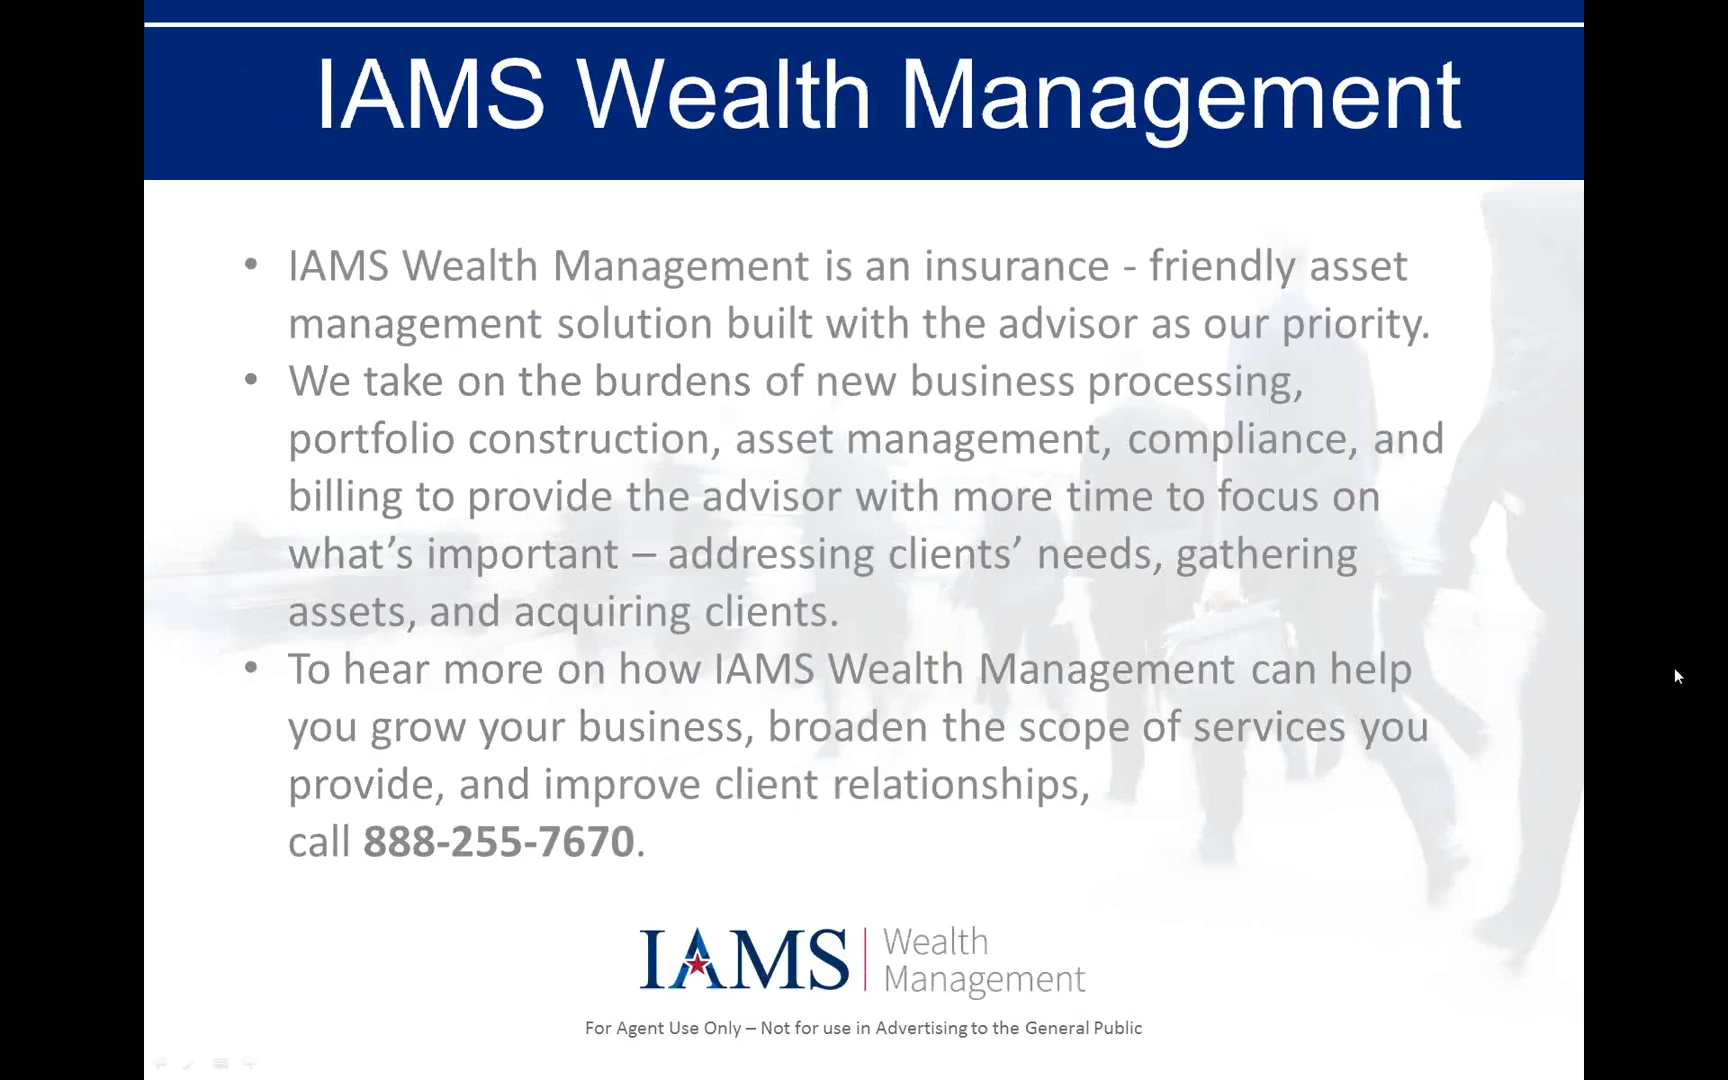 IAMS Wealth Management
• IAMS Wealth Management is an insurance - friendly asset
management solution built with the advisor as our priority.
• We take on the burdens of new business processing,
portfolio construction, asset management, compliance, and
billing to provide the advisor with more time to focus on
what’s important – addressing clients’ needs, gathering
assets, and acquiring clients.
• To hear more on how IAMS Wealth Management can help
you grow your business, broaden the scope of services you
provide, and improve client relationships,
call 888-255-7670.
IAMS Wealth
Management
For Agent Use Only – Not for use in Advertising to the General Public